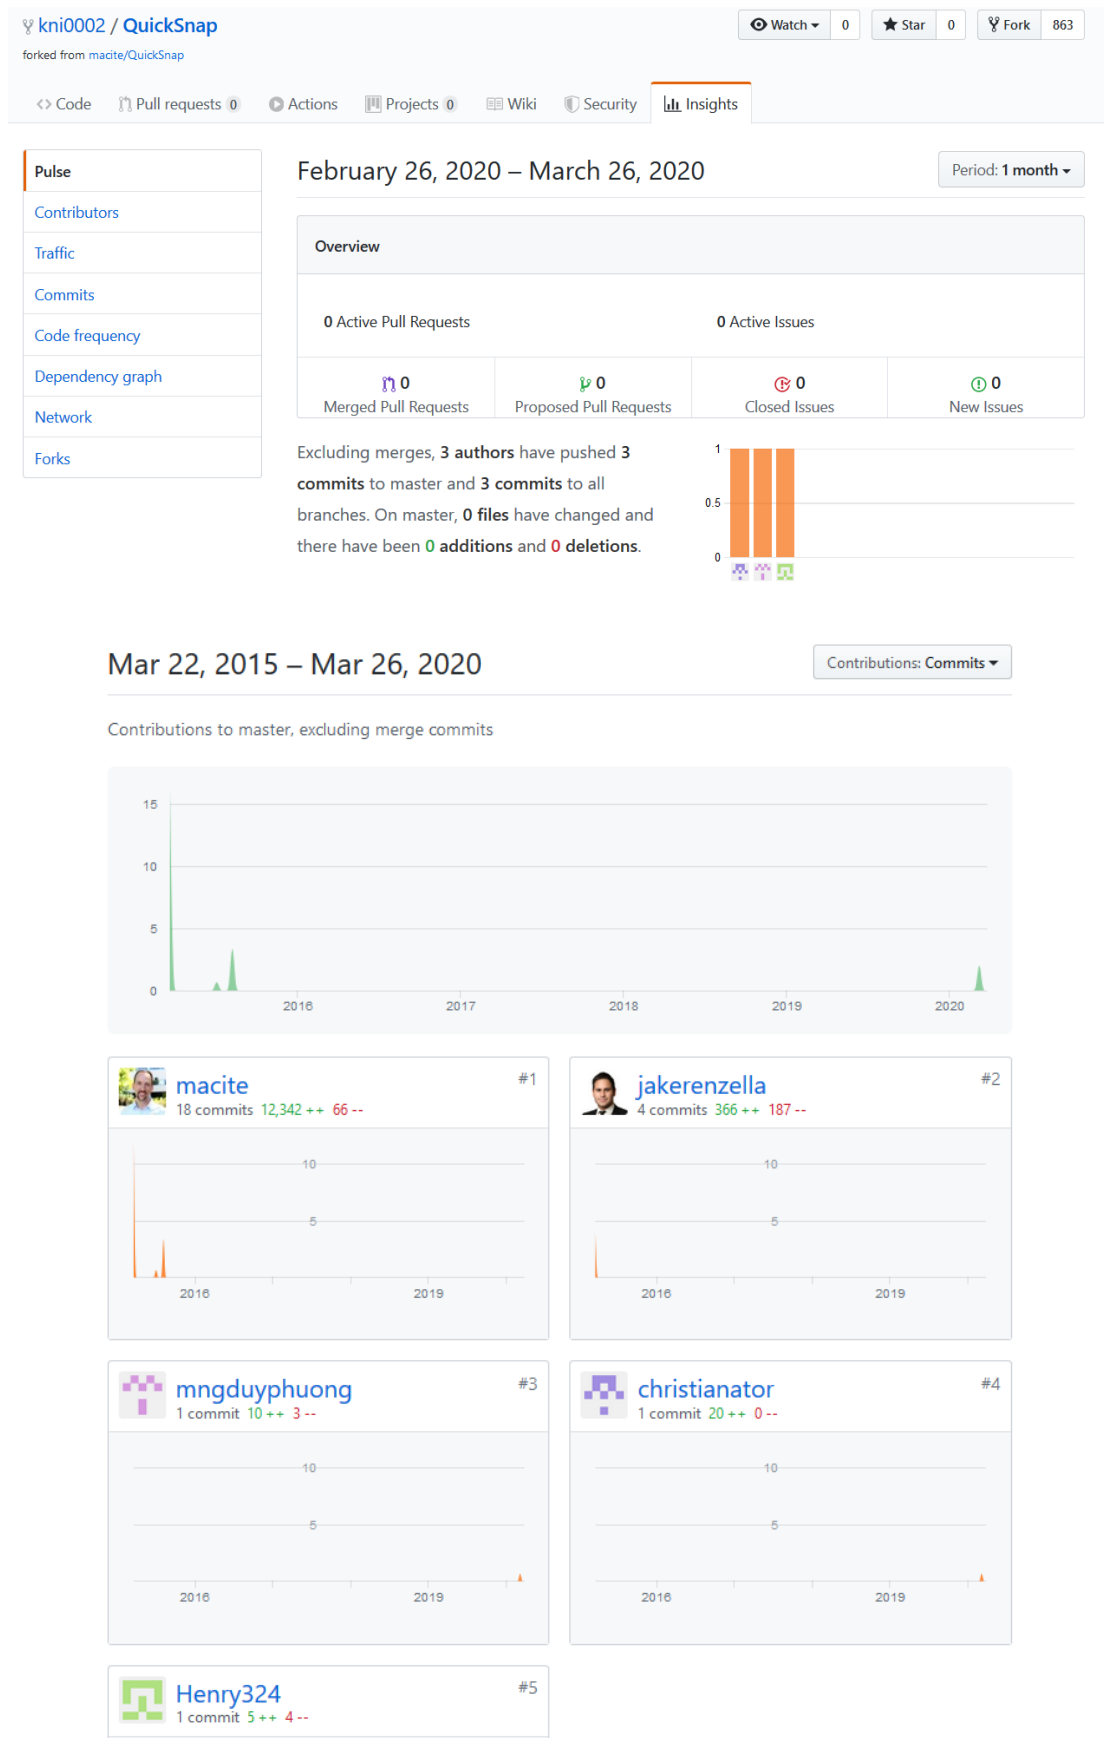 kni0002 / QuickSnap
Watch 0 Star 0 Fork 863
forked from macite/QuickSnap
Code Pull requests 0 Actions Projects 0 Wiki Security Insights
Pulse
Contributors
Traffic
Commits
Code frequency
Dependency graph
Network
Forks
February 26, 2020 – March 26, 2020
Period: 1 month
Overview
0 Active Pull Requests
0 Active Issues
0
Merged Pull Requests
0
Proposed Pull Requests
0
Closed Issues
0
New Issues
Excluding merges, 3 authors have pushed 3
commits to master and 3 commits to all
branches. On master, 0 files have changed and
there have been 0 additions and 0 deletions.
1
0.5
0
Mar 22, 2015 – Mar 26, 2020
Contributions: Commits
Contributions to master, excluding merge commits
15
10
5
0
2016 2017 2018 2019 2020
macite #1
18 commits 12,342 ++ 66 --
10
5
2016 2019
jakerenzella #2
4 commits 366 ++ 187 --
10
5
2016 2019
mngduyphuong #3
1 commit 10 ++ 3 --
10
5
2016 2019
christianator #4
1 commit 20 ++ 0 --
10
5
2016 2019
Henry324 #5
1 commit 5 ++ 4 --